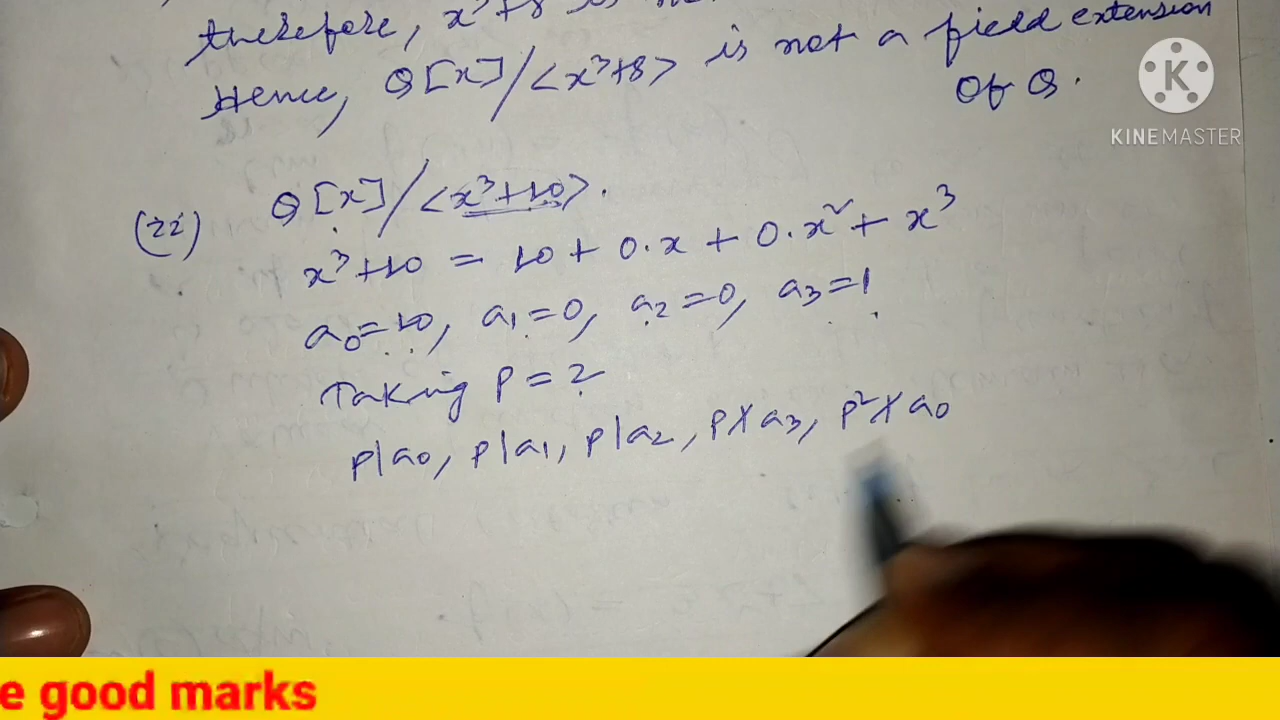 therefore, x³+8 is
Hence, Q[x]/<x³+8> is not a field extension
of Q.
KINEMASTER
(ii) Q[x]/<x³+10>.
x³+10 = 10 + 0.x + 0.x² + x³
a₀=10, a₁=0, a₂=0, a₃=1
Taking P = 2
p|a₀, p|a₁, p|a₂, p∤a₃, p²∤a₀
e good marks